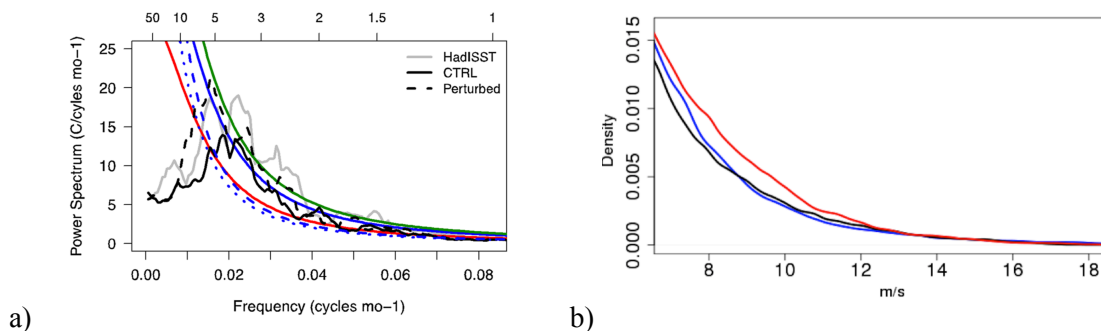 50 10 5 3 2 1.5 1
25
20
15
10
5
0
Power Spectrum (C/cyles mo−1)
HadISST
CTRL
Perturbed
0.00 0.02 0.04 0.06 0.08
Frequency (cycles mo−1)
a)
0.015
0.010
0.005
0.000
Density
8 10 12 14 16 18
m/s
b)